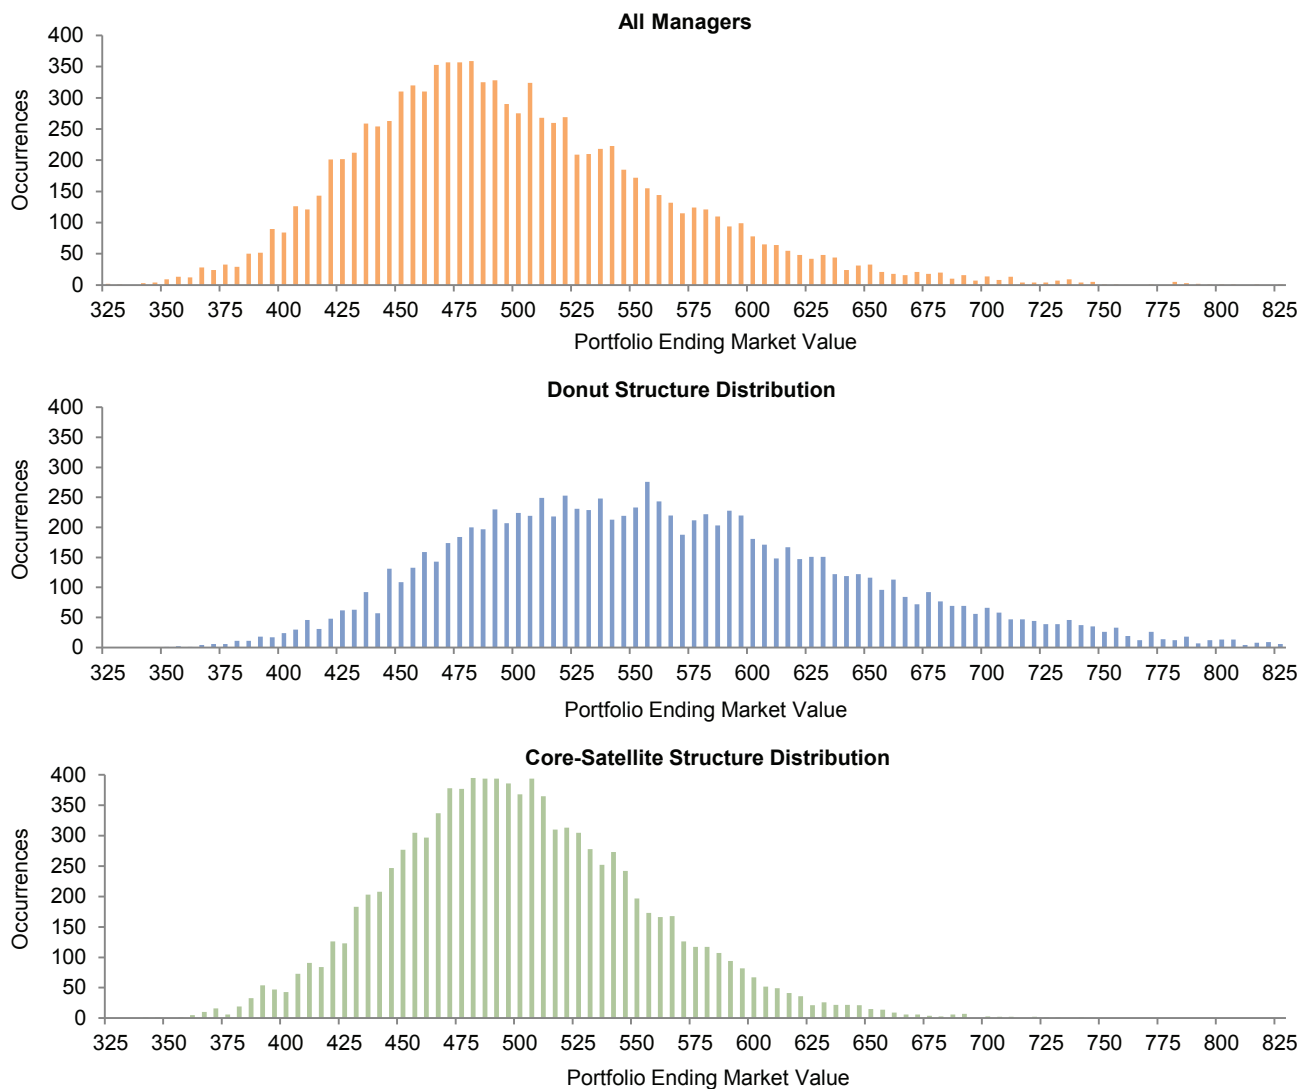 All Managers
400
350
300
250
200
150
100
50
0
Occurrences
325 350 375 400 425 450 475 500 525 550 575 600 625 650 675 700 725 750 775 800 825
Portfolio Ending Market Value
Donut Structure Distribution
400
350
300
250
200
150
100
50
0
Occurrences
325 350 375 400 425 450 475 500 525 550 575 600 625 650 675 700 725 750 775 800 825
Portfolio Ending Market Value
Core-Satellite Structure Distribution
400
350
300
250
200
150
100
50
0
Occurrences
325 350 375 400 425 450 475 500 525 550 575 600 625 650 675 700 725 750 775 800 825
Portfolio Ending Market Value